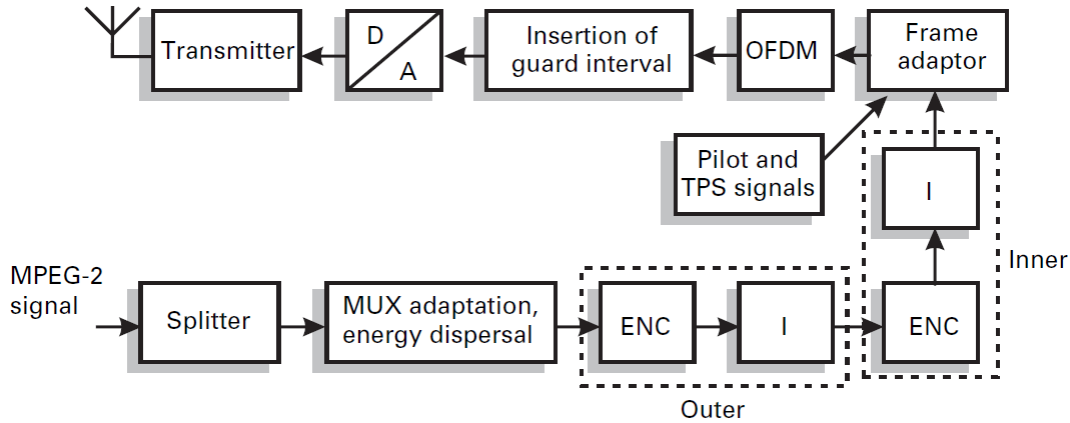 Transmitter
D
A
Insertion of
guard interval
OFDM
Frame
adaptor
Pilot and
TPS signals
I
Inner
MPEG-2
signal
Splitter
MUX adaptation,
energy dispersal
ENC
I
ENC
Outer